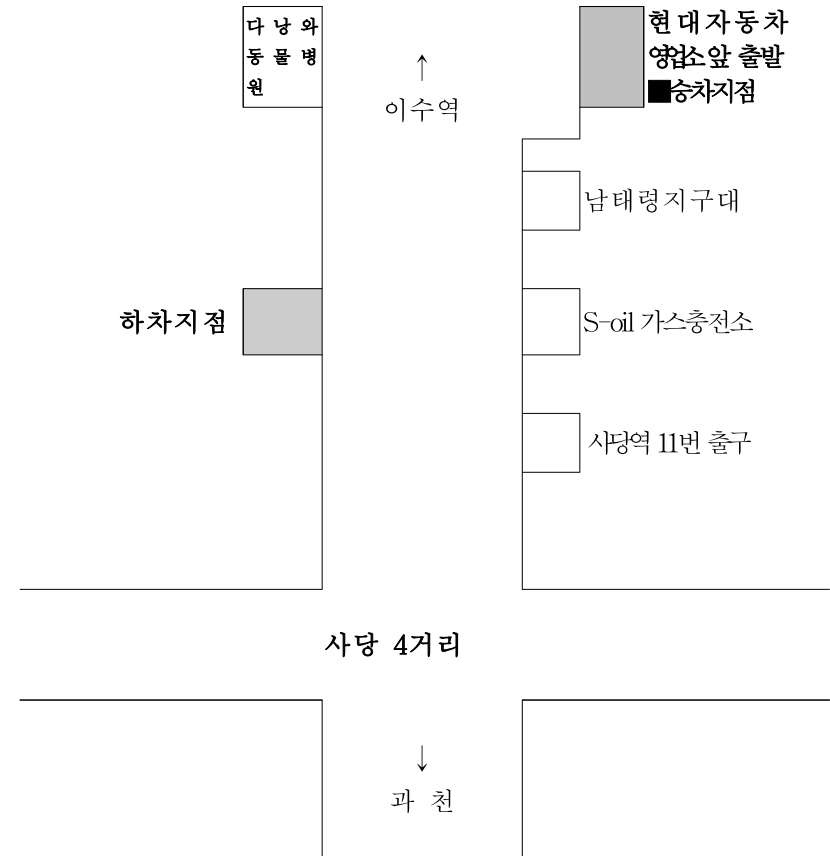 다 낭 와
동 물 병
원
↑
이수역
현대자동차
영업소앞 출발
■승차지점
남태령지구대
하차지점
S-oil 가스충전소
사당역 11번 출구
사당 4거리
↓
과 천